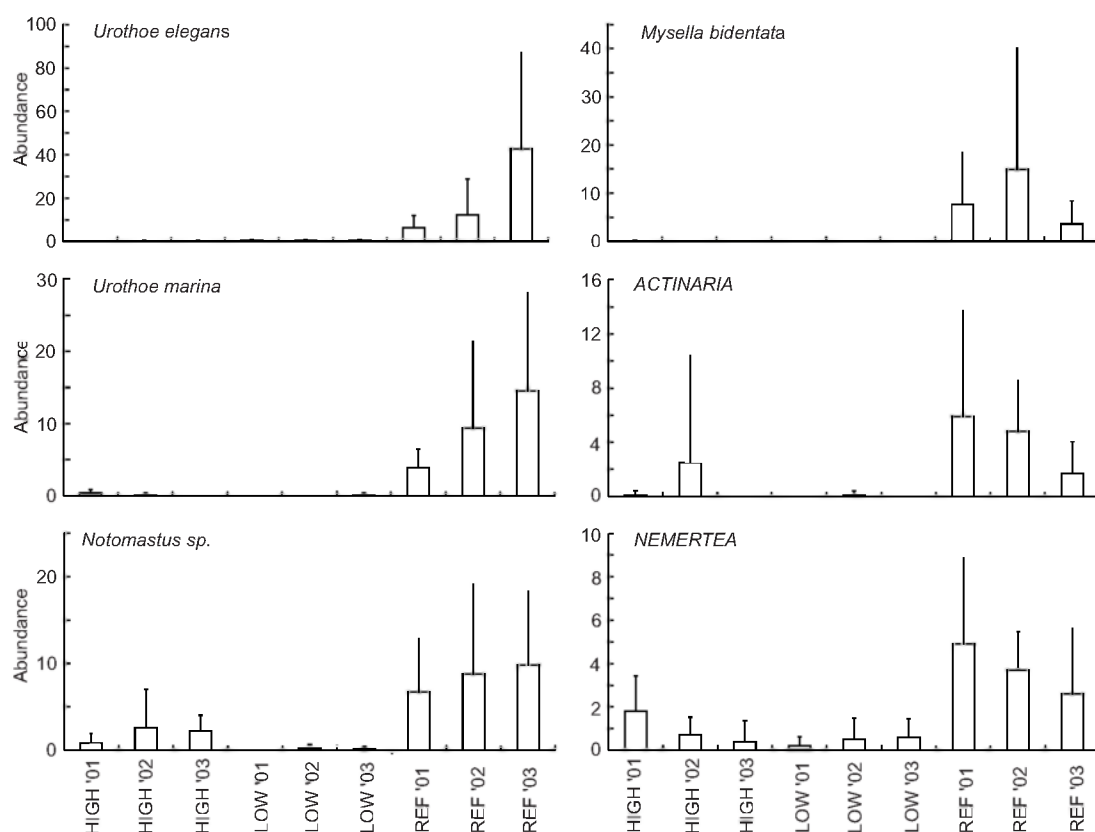 Urothoe elegans
Abundance
100
80
60
40
20
0
Mysella bidentata
40
30
20
10
0
Urothoe marina
Abundance
30
20
10
0
ACTINARIA
16
12
8
4
0
Notomastus sp.
Abundance
20
10
0
HIGH '01
HIGH '02
HIGH '03
LOW '01
LOW '02
LOW '03
REF '01
REF '02
REF '03
NEMERTEA
10
8
6
4
2
0
HIGH '01
HIGH '02
HIGH '03
LOW '01
LOW '02
LOW '03
REF '01
REF '02
REF '03